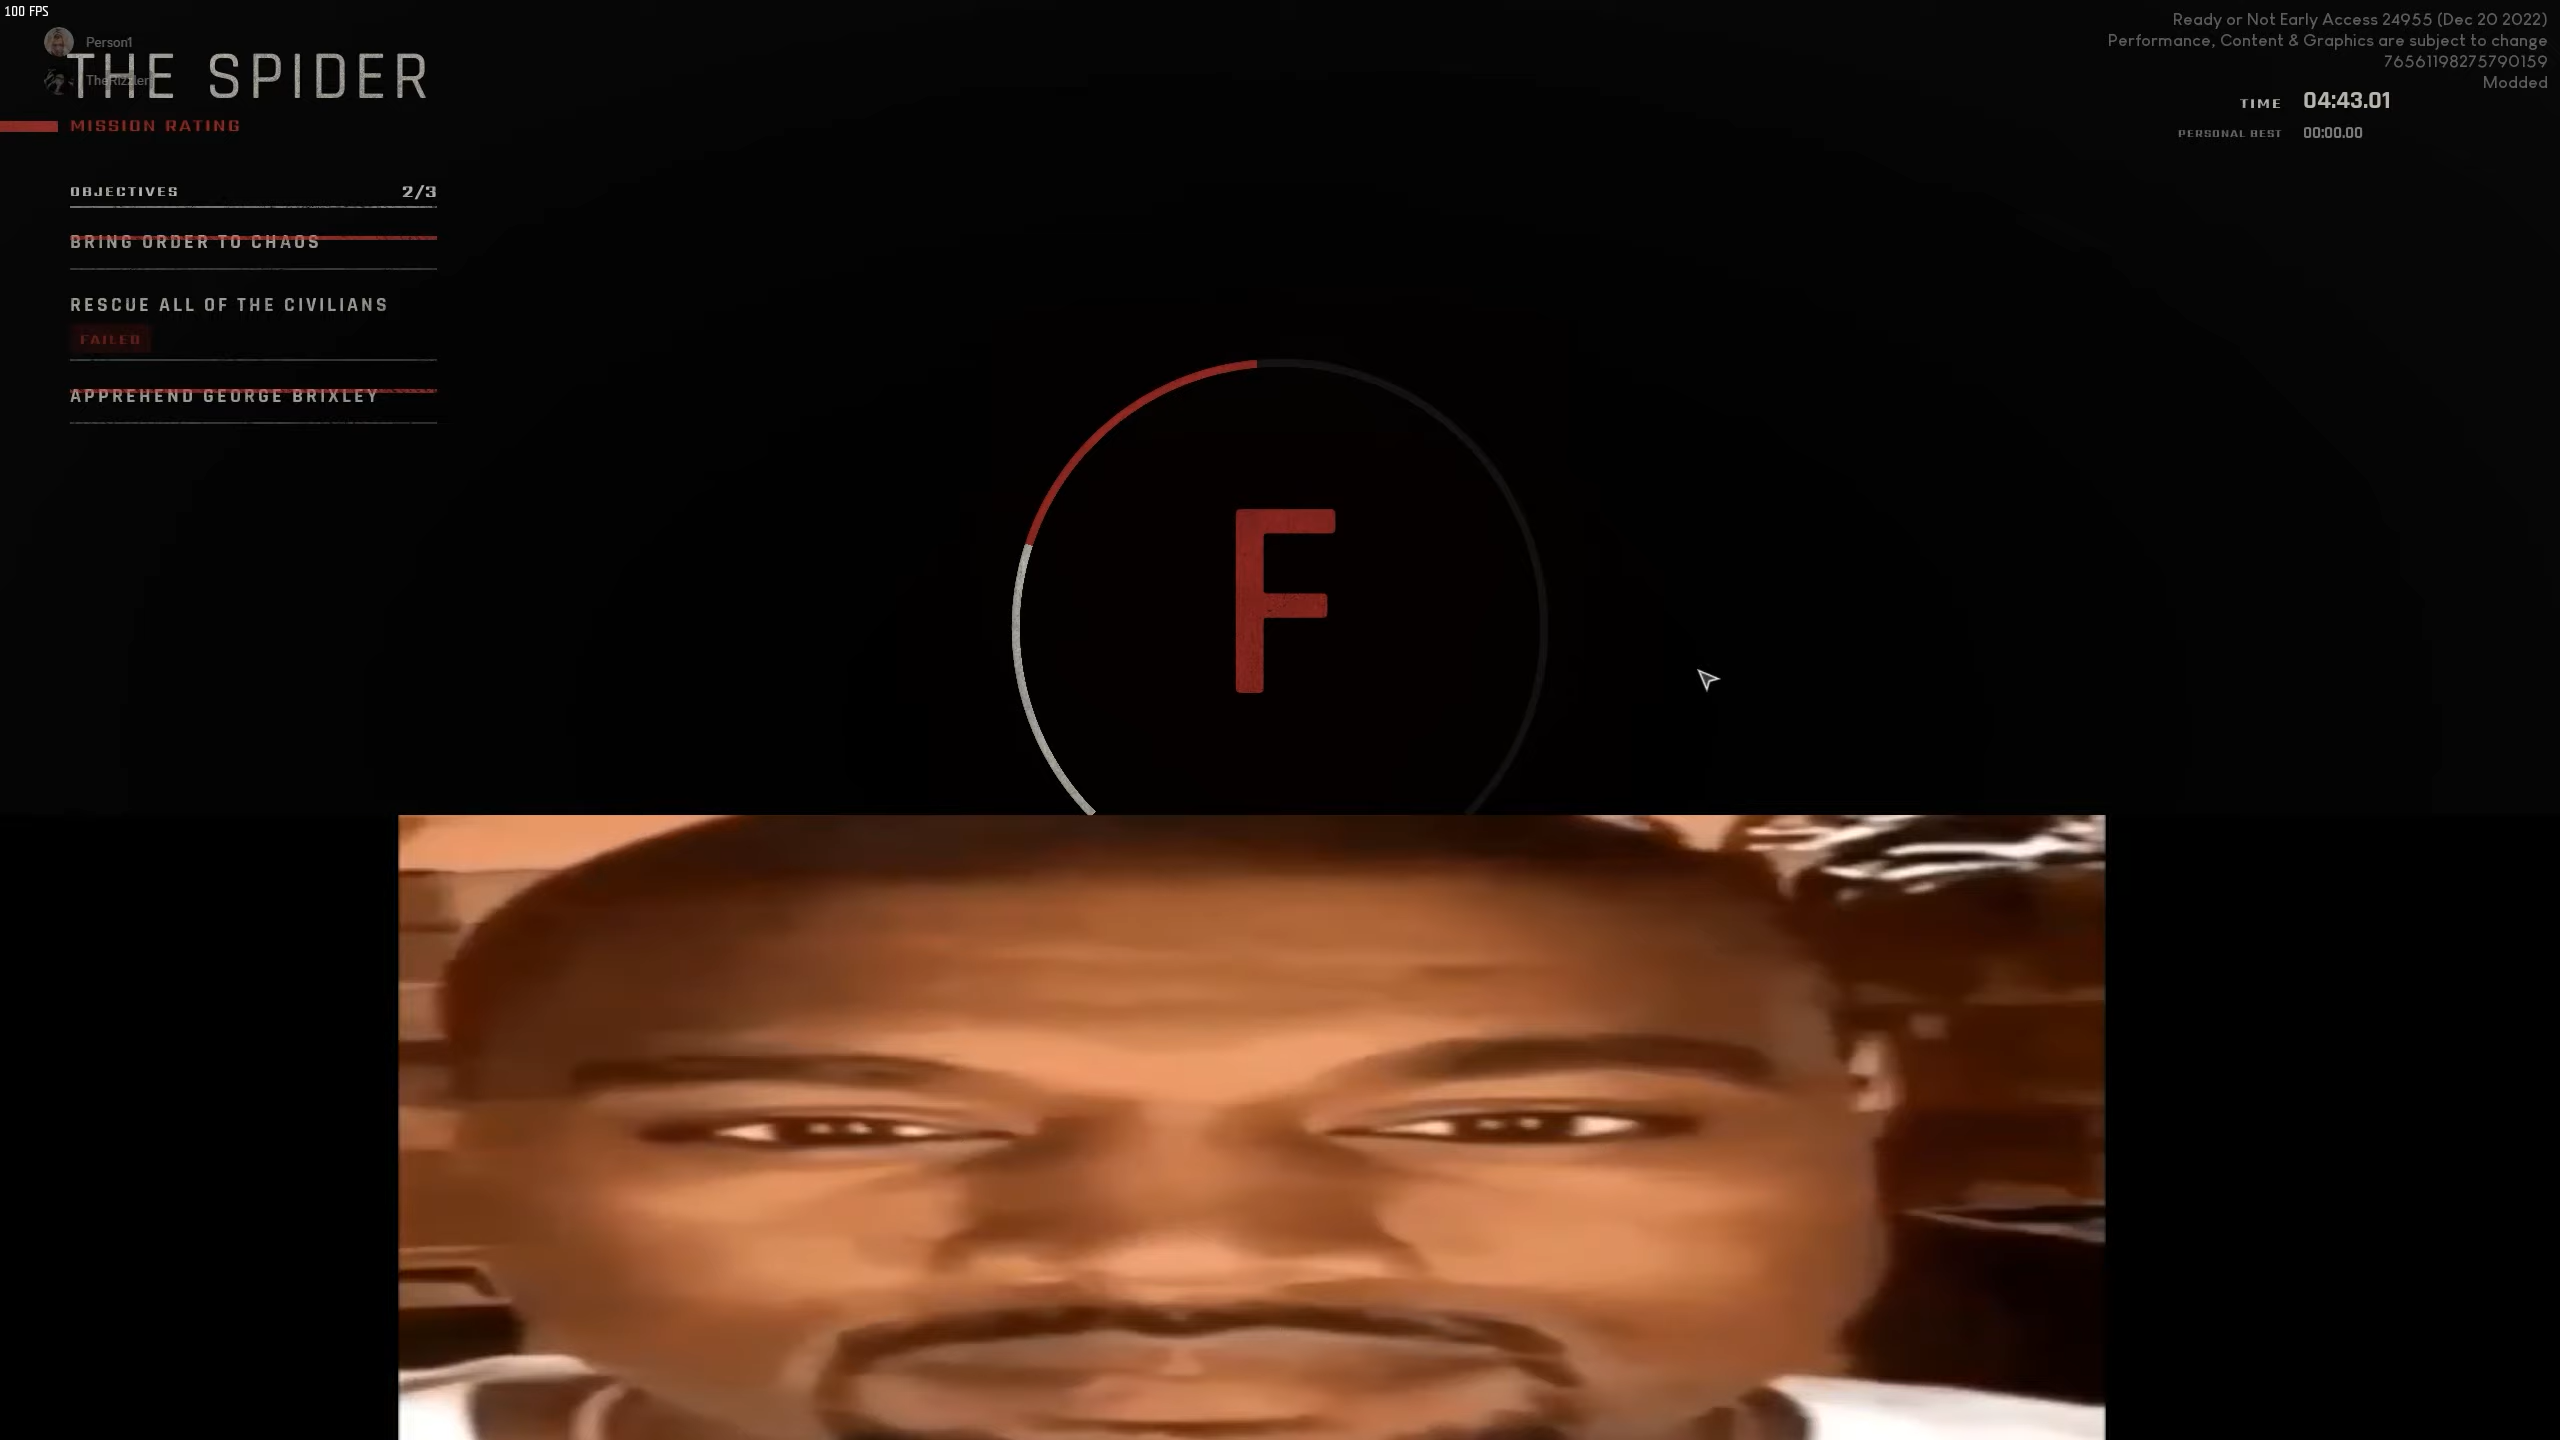 100 FPS
Person1
TheRizzler
THE SPIDER
MISSION RATING
OBJECTIVES 2/3
BRING ORDER TO CHAOS
RESCUE ALL OF THE CIVILIANS
FAILED
APPREHEND GEORGE BRIXLEY
F
Ready or Not Early Access 24955 (Dec 20 2022)
Performance, Content & Graphics are subject to change
76561198275790159
Modded
TIME 04:43.01
PERSONAL BEST 00:00.00